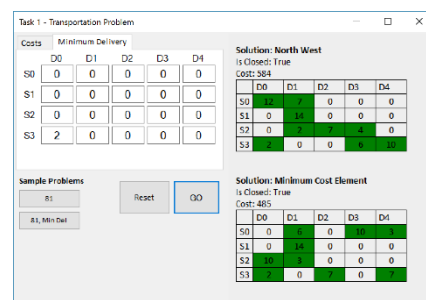 Task 1 - Transportation Problem
Costs Minimum Delivery
D0 D1 D2 D3 D4
S0 0 0 0 0 0
S1 0 0 0 0 0
S2 0 0 0 0 0
S3 2 0 0 0 0
Sample Problems
81
81, Min Del
Reset
GO
Solution: North West
Is Closed: True
Cost: 584
D0 D1 D2 D3 D4
S0 12 7 0 0 0
S1 0 14 0 0 0
S2 0 2 7 4 0
S3 2 0 0 6 10
Solution: Minimum Cost Element
Is Closed: True
Cost: 485
D0 D1 D2 D3 D4
S0 0 6 0 10 3
S1 0 14 0 0 0
S2 10 3 0 0 0
S3 2 0 7 0 7